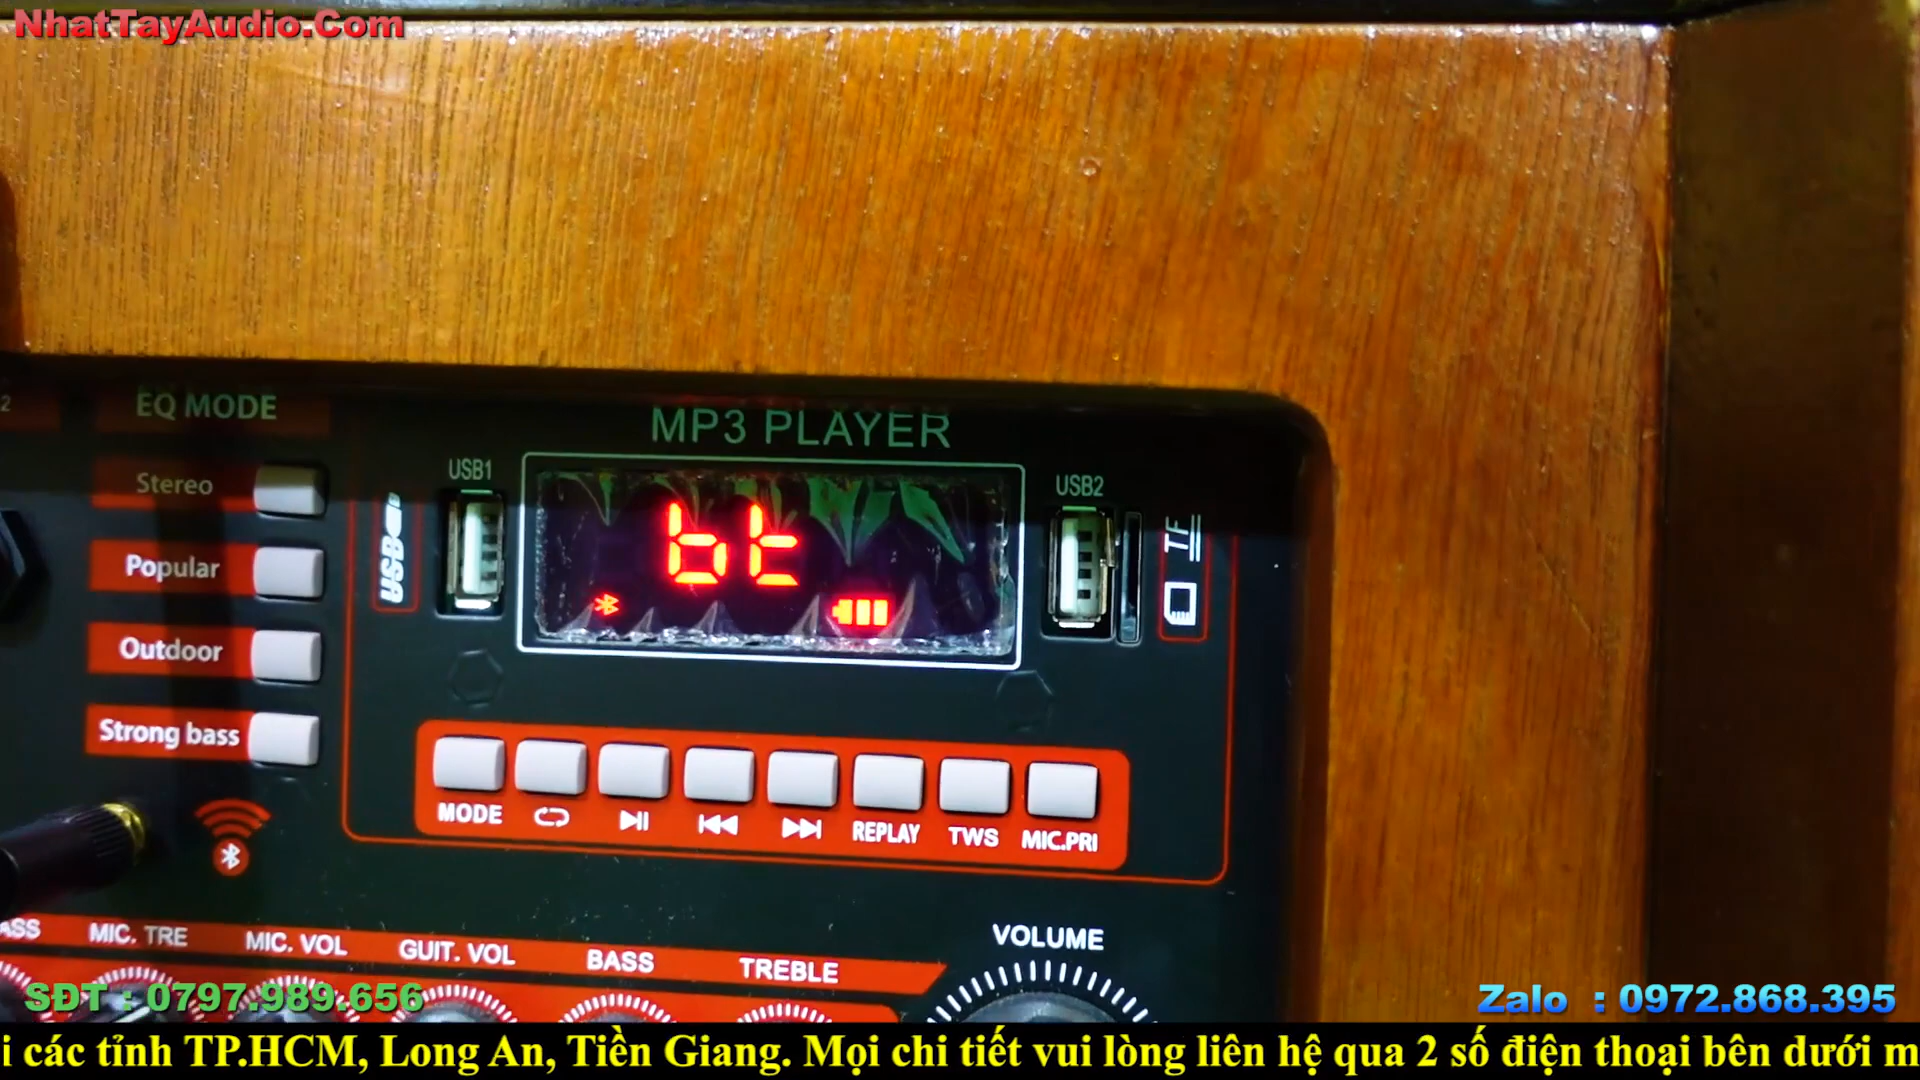 NhatTayAudio.Com
2
EQ MODE
MP3 PLAYER
USB1
USB2
Stereo
USB
bt
TF
Popular
Outdoor
Strong bass
MODE
REPLAY
TWS
MIC.PRI
ASS
MIC. TRE
MIC. VOL
GUIT. VOL
BASS
TREBLE
VOLUME
SĐT : 0797.989.656
Zalo : 0972.868.395
i các tỉnh TP.HCM, Long An, Tiền Giang. Mọi chi tiết vui lòng liên hệ qua 2 số điện thoại bên dưới m